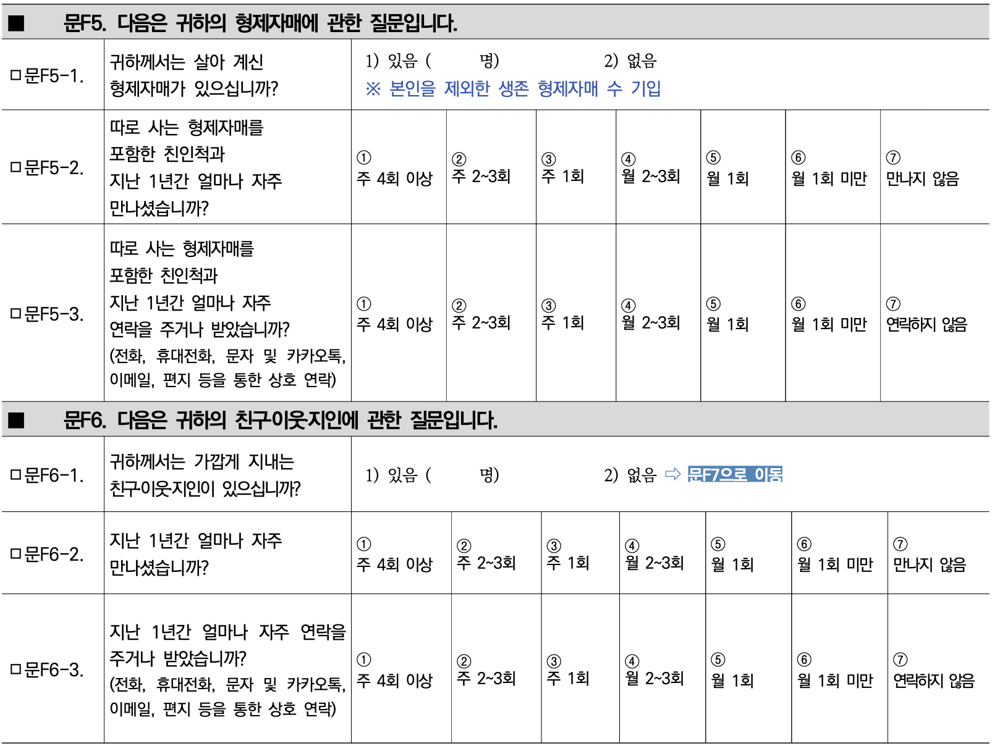 ■ 문F5. 다음은 귀하의 형제자매에 관한 질문입니다.
□문F5-1.
귀하께서는 살아 계신
형제자매가 있으십니까?
1) 있음 (      명)      2) 없음
※ 본인을 제외한 생존 형제자매 수 기입
□문F5-2.
따로 사는 형제자매를
포함한 친인척과
지난 1년간 얼마나 자주
만나셨습니까?
①
주 4회 이상
②
주 2~3회
③
주 1회
④
월 2~3회
⑤
월 1회
⑥
월 1회 미만
⑦
만나지 않음
□문F5-3.
따로 사는 형제자매를
포함한 친인척과
지난 1년간 얼마나 자주
연락을 주거나 받았습니까?
(전화, 휴대전화, 문자 및 카카오톡,
이메일, 편지 등을 통한 상호 연락)
①
주 4회 이상
②
주 2~3회
③
주 1회
④
월 2~3회
⑤
월 1회
⑥
월 1회 미만
⑦
연락하지 않음
■ 문F6. 다음은 귀하의 친구·이웃·지인에 관한 질문입니다.
□문F6-1.
귀하께서는 가깝게 지내는
친구·이웃·지인이 있으십니까?
1) 있음 (      명)      2) 없음 ⇨ 문F7으로 이동
□문F6-2.
지난 1년간 얼마나 자주
만나셨습니까?
①
주 4회 이상
②
주 2~3회
③
주 1회
④
월 2~3회
⑤
월 1회
⑥
월 1회 미만
⑦
만나지 않음
□문F6-3.
지난 1년간 얼마나 자주 연락을
주거나 받았습니까?
(전화, 휴대전화, 문자 및 카카오톡,
이메일, 편지 등을 통한 상호 연락)
①
주 4회 이상
②
주 2~3회
③
주 1회
④
월 2~3회
⑤
월 1회
⑥
월 1회 미만
⑦
연락하지 않음